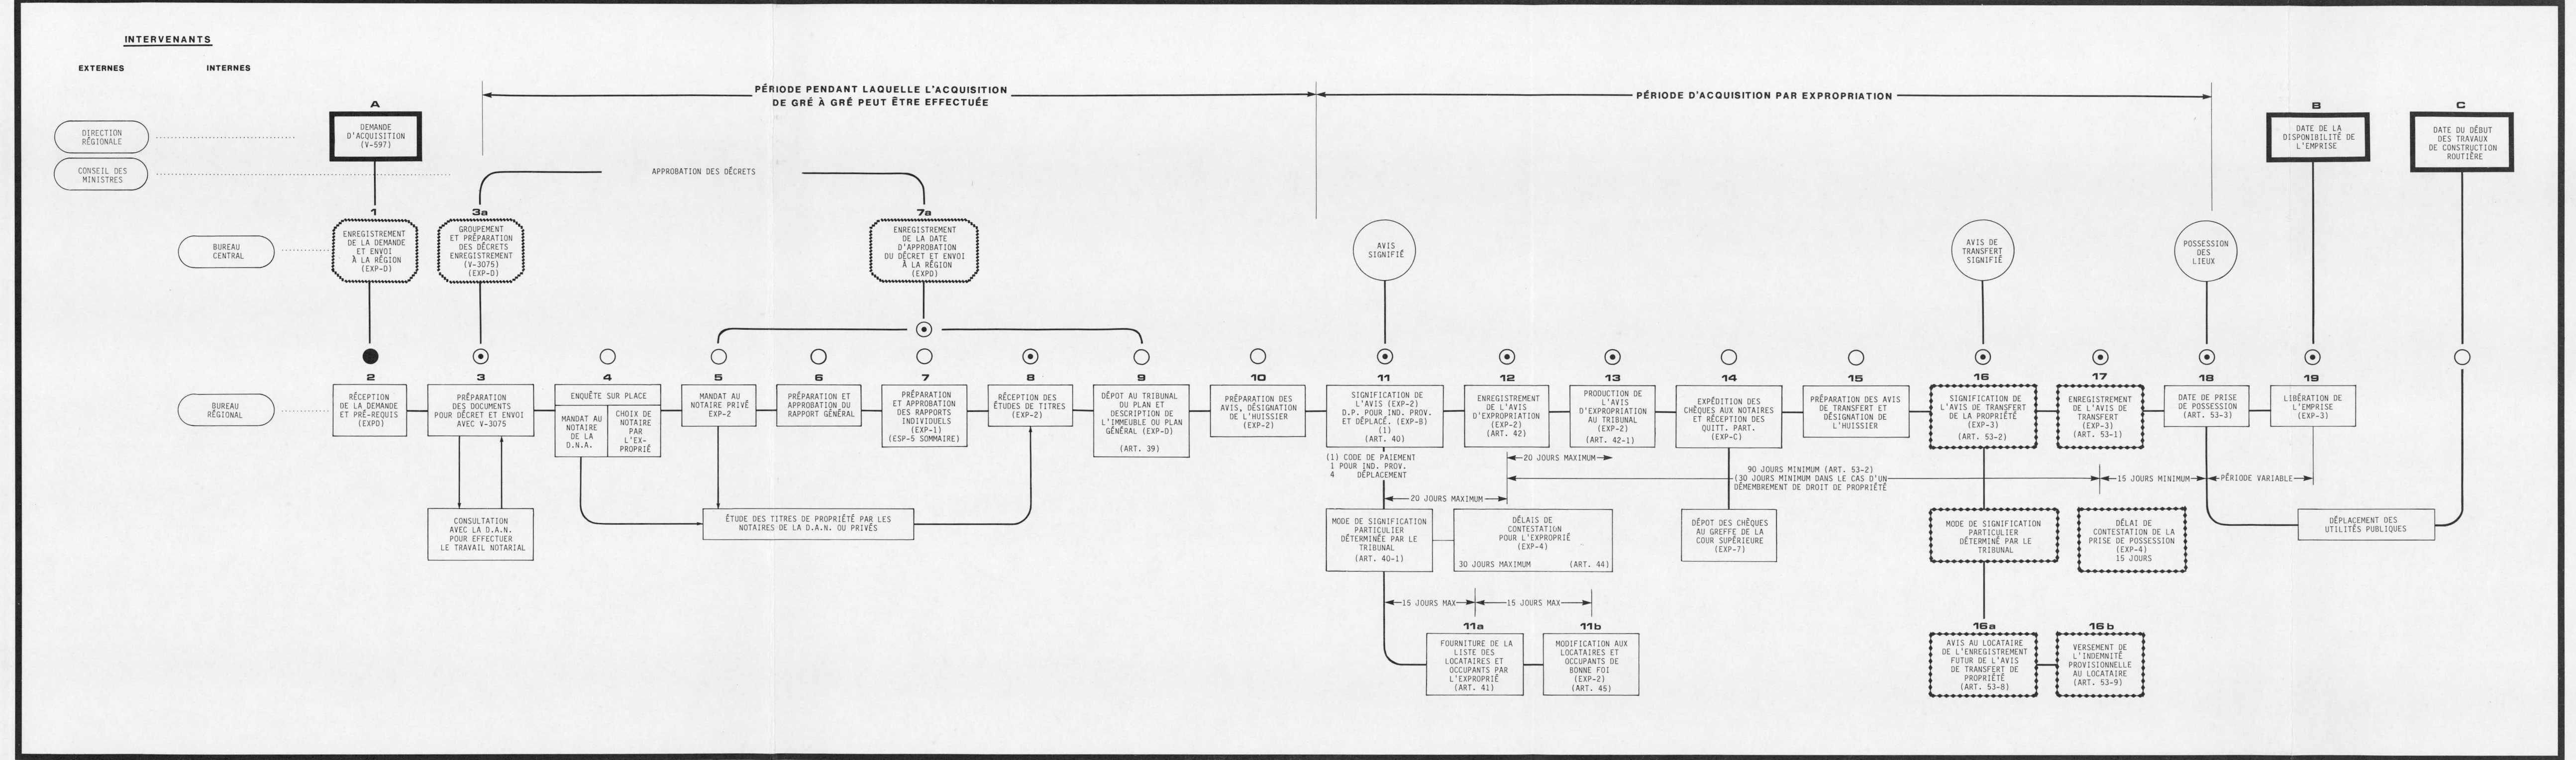 INTERVENANTS
EXTERNES
INTERNES
PÉRIODE PENDANT LAQUELLE L'ACQUISITION
DE GRÉ À GRÉ PEUT ÊTRE EFFECTUÉE
PÉRIODE D'ACQUISITION PAR EXPROPRIATION
DIRECTION
RÉGIONALE
A
DEMANDE
D'ACQUISITION
(V-597)
B
DATE DE LA
DISPONIBILITÉ DE
L'EMPRISE
C
DATE DU DÉBUT
DES TRAVAUX
DE CONSTRUCTION
ROUTIÈRE
CONSEIL DES
MINISTRES
APPROBATION DES DÉCRETS
BUREAU
CENTRAL
1
ENREGISTREMENT
DE LA DEMANDE
ET ENVOI
À LA RÉGION
(EXP-D)
3a
GROUPEMENT
ET PRÉPARATION
DES DÉCRETS
ENREGISTREMENT
(V-3075)
(EXP-D)
7a
ENREGISTREMENT
DE LA DATE
D'APPROBATION
DU DÉCRET ET ENVOI
À LA RÉGION
(EXPD)
AVIS
SIGNIFIÉ
AVIS DE
TRANSFERT
SIGNIFIÉ
POSSESSION
DES
LIEUX
BUREAU
RÉGIONAL
2
RÉCEPTION
DE LA DEMANDE
ET PRÉ-REQUIS
(EXPD)
3
PRÉPARATION
DES DOCUMENTS
POUR DÉCRET ET ENVOI
AVEC V-3075
4
ENQUÊTE SUR PLACE
MANDAT AU
NOTAIRE
DE LA
D.N.A.
CHOIX DE
NOTAIRE
PAR
L'EX-
PROPRIÉ
5
MANDAT AU
NOTAIRE PRIVÉ
EXP-2
6
PRÉPARATION ET
APPROBATION DU
RAPPORT GÉNÉRAL
7
PRÉPARATION
ET APPROBATION
DES RAPPORTS
INDIVIDUELS
(EXP-1)
(ESP-5 SOMMAIRE)
8
RÉCEPTION DES
ÉTUDES DE TITRES
(EXP-2)
9
DÉPOT AU TRIBUNAL
OU PLAN ET
DESCRIPTION DE
L'IMMEUBLE OU PLAN
GÉNÉRAL (EXP-D)
(ART. 39)
10
PRÉPARATION DES
AVIS, DÉSIGNATION
DE L'HUISSIER
(EXP-2)
11
SIGNIFICATION DE
L'AVIS (EXP-2)
D.P. POUR IND. PROV.
ET DÉPLACÉ. (EXP-8)
(1)
(ART. 40)
12
ENREGISTREMENT
DE L'AVIS
D'EXPROPRIATION
(EXP-2)
(ART. 42)
13
PRODUCTION DE
L'AVIS
D'EXPROPRIATION
AU TRIBUNAL
(EXP-2)
(ART. 42-1)
14
EXPÉDITION DES
CHÈQUES AUX NOTAIRES
ET RÉCEPTION DES
QUITT. PART.
(EXP-C)
15
PRÉPARATION DES AVIS
DE TRANSFERT ET
DÉSIGNATION DE
L'HUISSIER
16
SIGNIFICATION DE
L'AVIS DE TRANSFERT
DE LA PROPRIÉTÉ
(EXP-3)
(ART. 53-2)
17
ENREGISTREMENT
DE L'AVIS DE
TRANSFERT
(EXP-3)
(ART. 53-1)
18
DATE DE PRISE
DE POSSESSION
(ART. 53-3)
19
LIBÉRATION DE
L'EMPRISE
(EXP-3)
(1) CODE DE PAIEMENT
1 POUR IND. PROV.
4 DÉPLACEMENT
20 JOURS MAXIMUM
90 JOURS MINIMUM (ART. 53-2)
(30 JOURS MINIMUM DANS LE CAS D'UN
DÉMEMBREMENT DE DROIT DE PROPRIÉTÉ
15 JOURS MINIMUM
PÉRIODE VARIABLE
20 JOURS MAXIMUM
CONSULTATION
AVEC LA D.A.N.
POUR EFFECTUER
LE TRAVAIL NOTARIAL
ÉTUDE DES TITRES DE PROPRIÉTÉ PAR LES
NOTAIRES DE LA D.A.N. OU PRIVÉS
MODE DE SIGNIFICATION
PARTICULIER
DÉTERMINÉE PAR LE
TRIBUNAL
(ART. 40-1)
DÉLAIS DE
CONTESTATION
POUR L'EXPROPRIÉ
(EXP-4)
30 JOURS MAXIMUM (ART. 44)
DÉPOT DES CHÈQUES
AU GREFFE DE LA
COUR SUPÉRIEURE
(EXP-7)
MODE DE SIGNIFICATION
PARTICULIER
DÉTERMINÉ PAR LE
TRIBUNAL
DÉLAI DE
CONTESTATION DE LA
PRISE DE POSSESSION
(EXP-4)
15 JOURS
DÉPLACEMENT DES
UTILITÉS PUBLIQUES
15 JOURS MAX
15 JOURS MAX
11a
FOURNITURE DE LA
LISTE DES
LOCATAIRES ET
OCCUPANTS PAR
L'EXPROPRIÉ
(ART. 41)
11b
MODIFICATION AUX
LOCATAIRES ET
OCCUPANTS DE
BONNE FOI
(EXP-2)
(ART. 45)
16a
AVIS AU LOCATAIRE
DE L'ENREGISTREMENT
FUTUR DE L'AVIS
DE TRANSFERT DE
PROPRIÉTÉ
(ART. 53-8)
16b
VERSEMENT DE
L'INDEMNITÉ
PROVISIONNELLE
AU LOCATAIRE
(ART. 53-9)